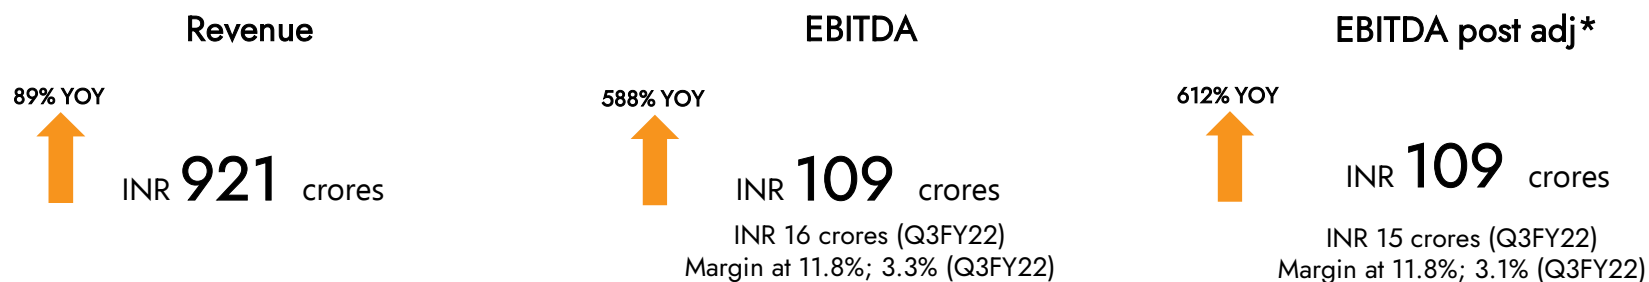 Revenue
89% YOY
INR 921 crores
EBITDA
588% YOY
INR 109 crores
INR 16 crores (Q3FY22)
Margin at 11.8%; 3.3% (Q3FY22)
EBITDA post adj*
612% YOY
INR 109 crores
INR 15 crores (Q3FY22)
Margin at 11.8%; 3.1% (Q3FY22)